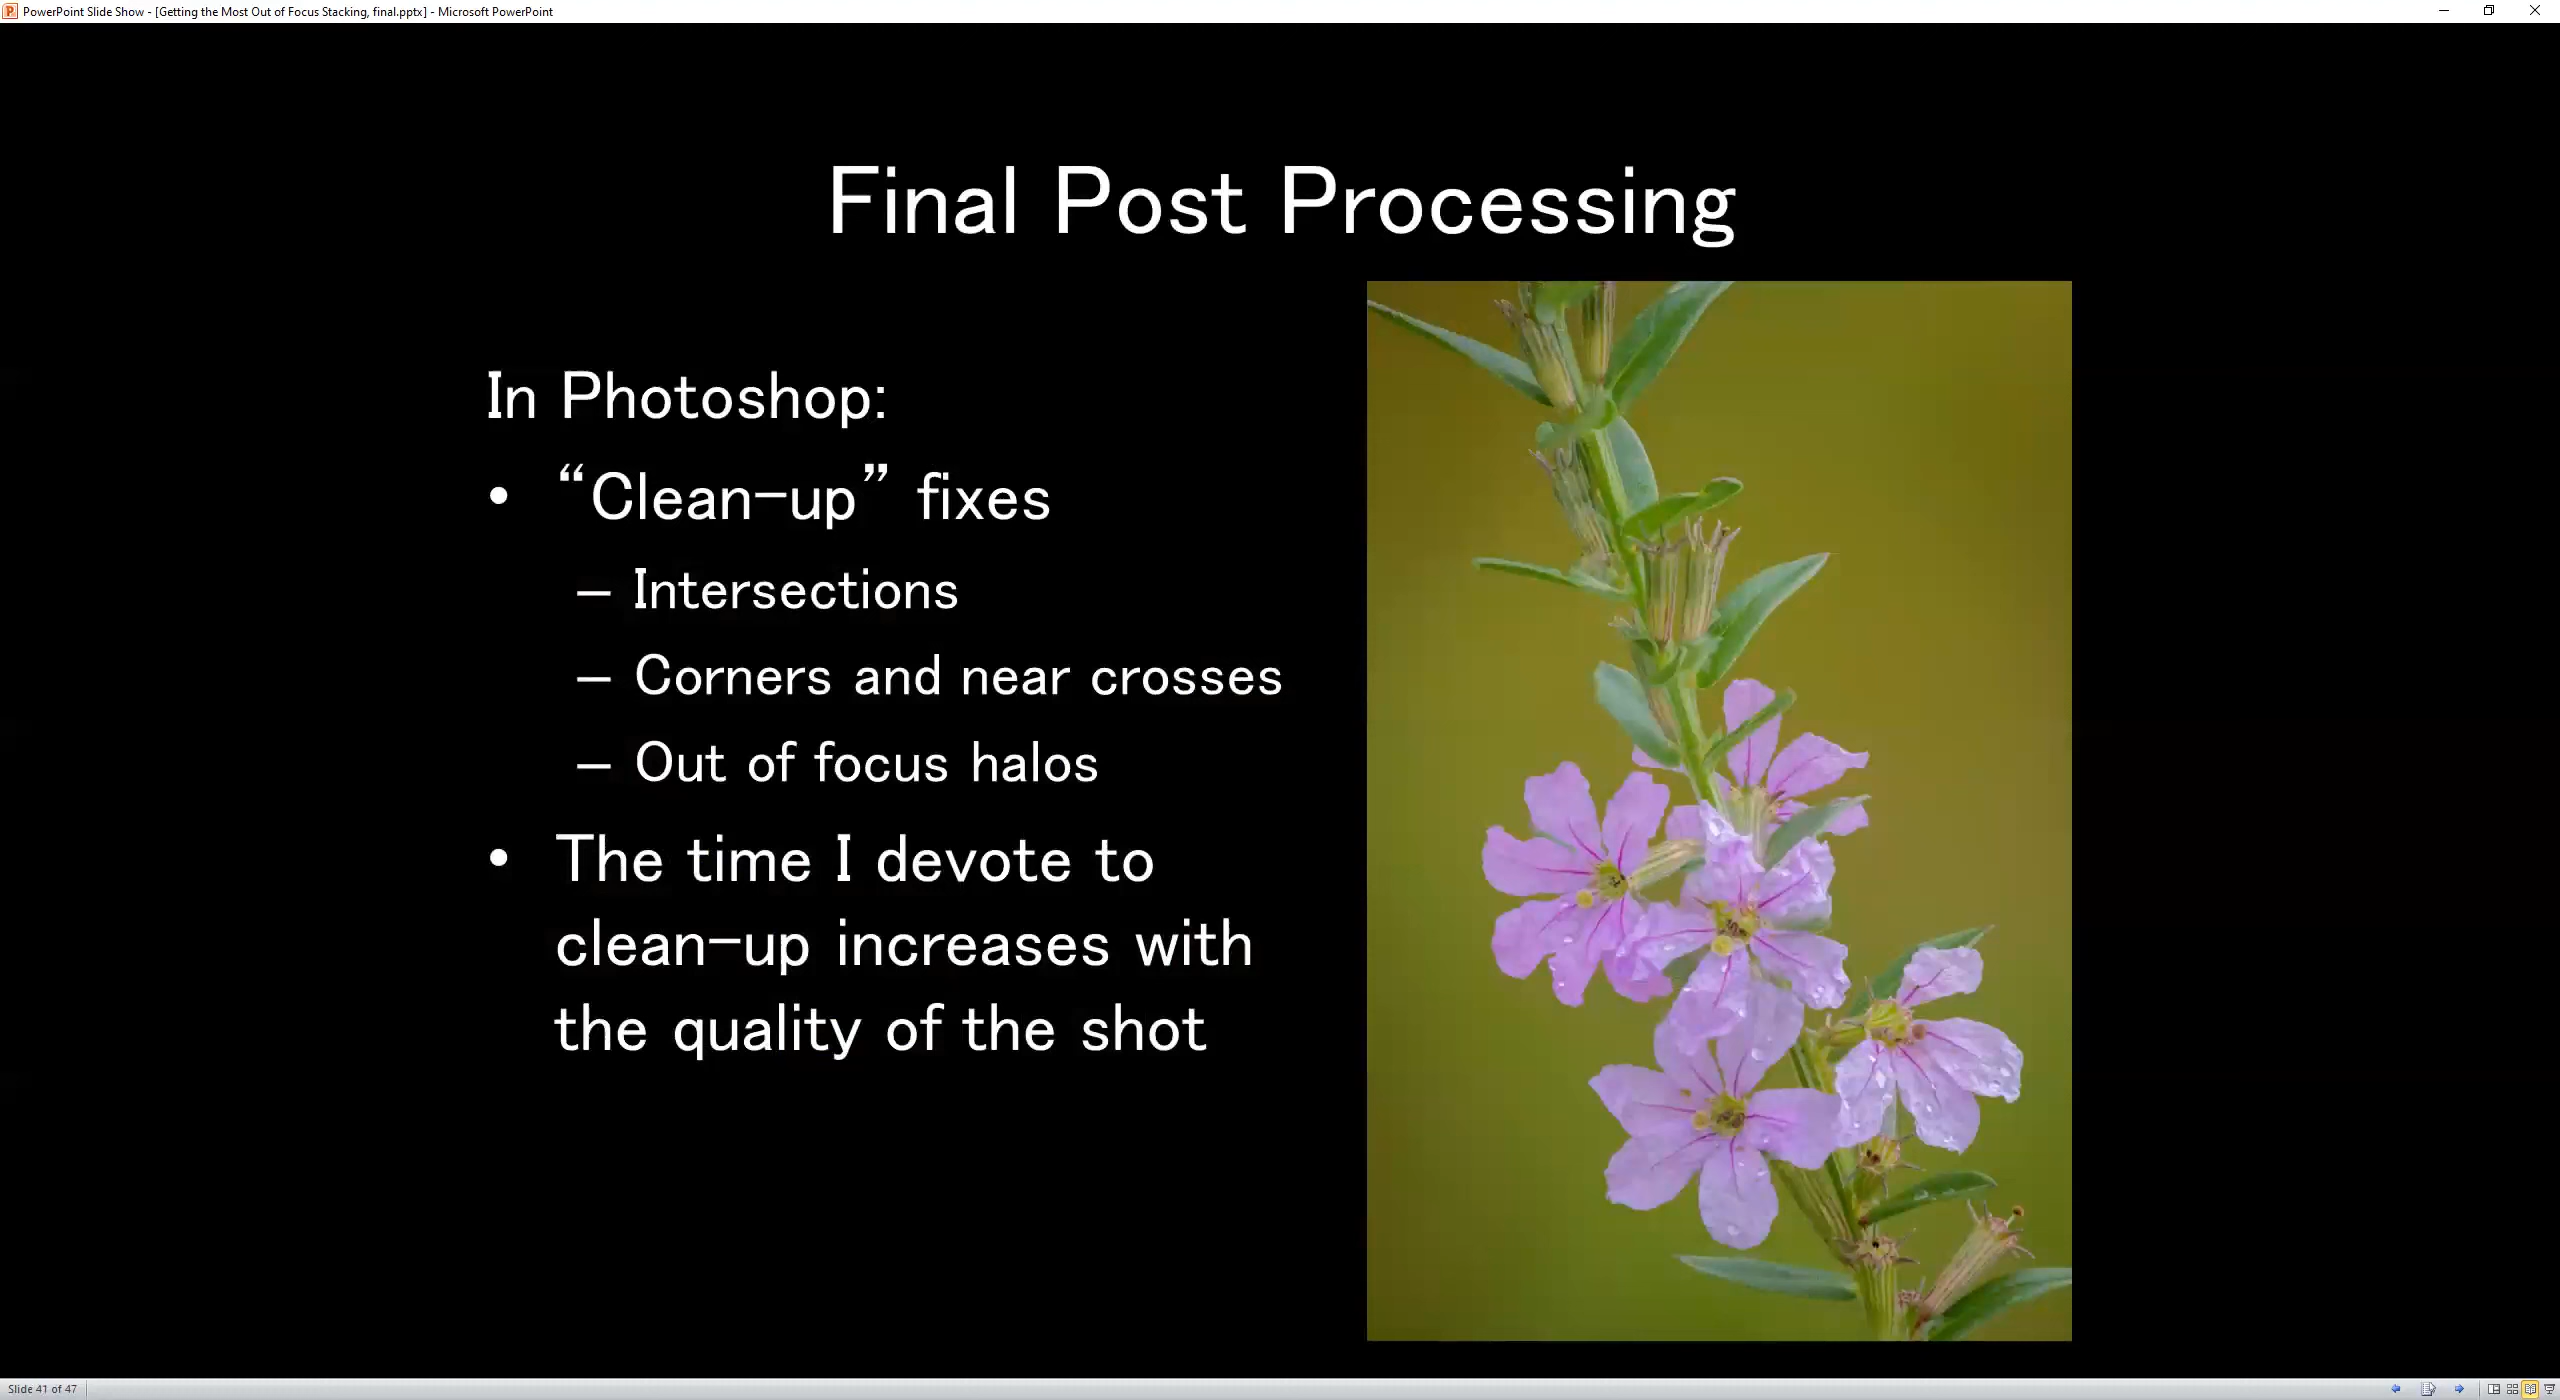 PowerPoint Slide Show - [Getting the Most Out of Focus Stacking, final.pptx] - Microsoft PowerPoint
Final Post Processing
In Photoshop:
• “Clean-up” fixes
– Intersections
– Corners and near crosses
– Out of focus halos
• The time I devote to
clean-up increases with
the quality of the shot
Slide 41 of 47